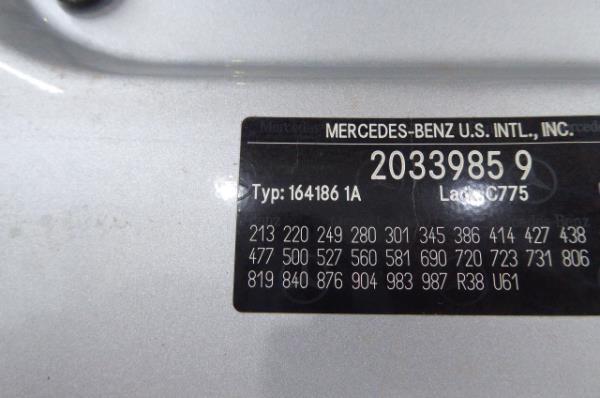 MERCEDES-BENZ U.S. INTL., INC.
2033985 9
Typ: 164186 1A Lack C775
213 220 249 280 301 345 386 414 427 438
477 500 527 560 581 690 720 723 731 806
819 840 876 904 983 987 R38 U61